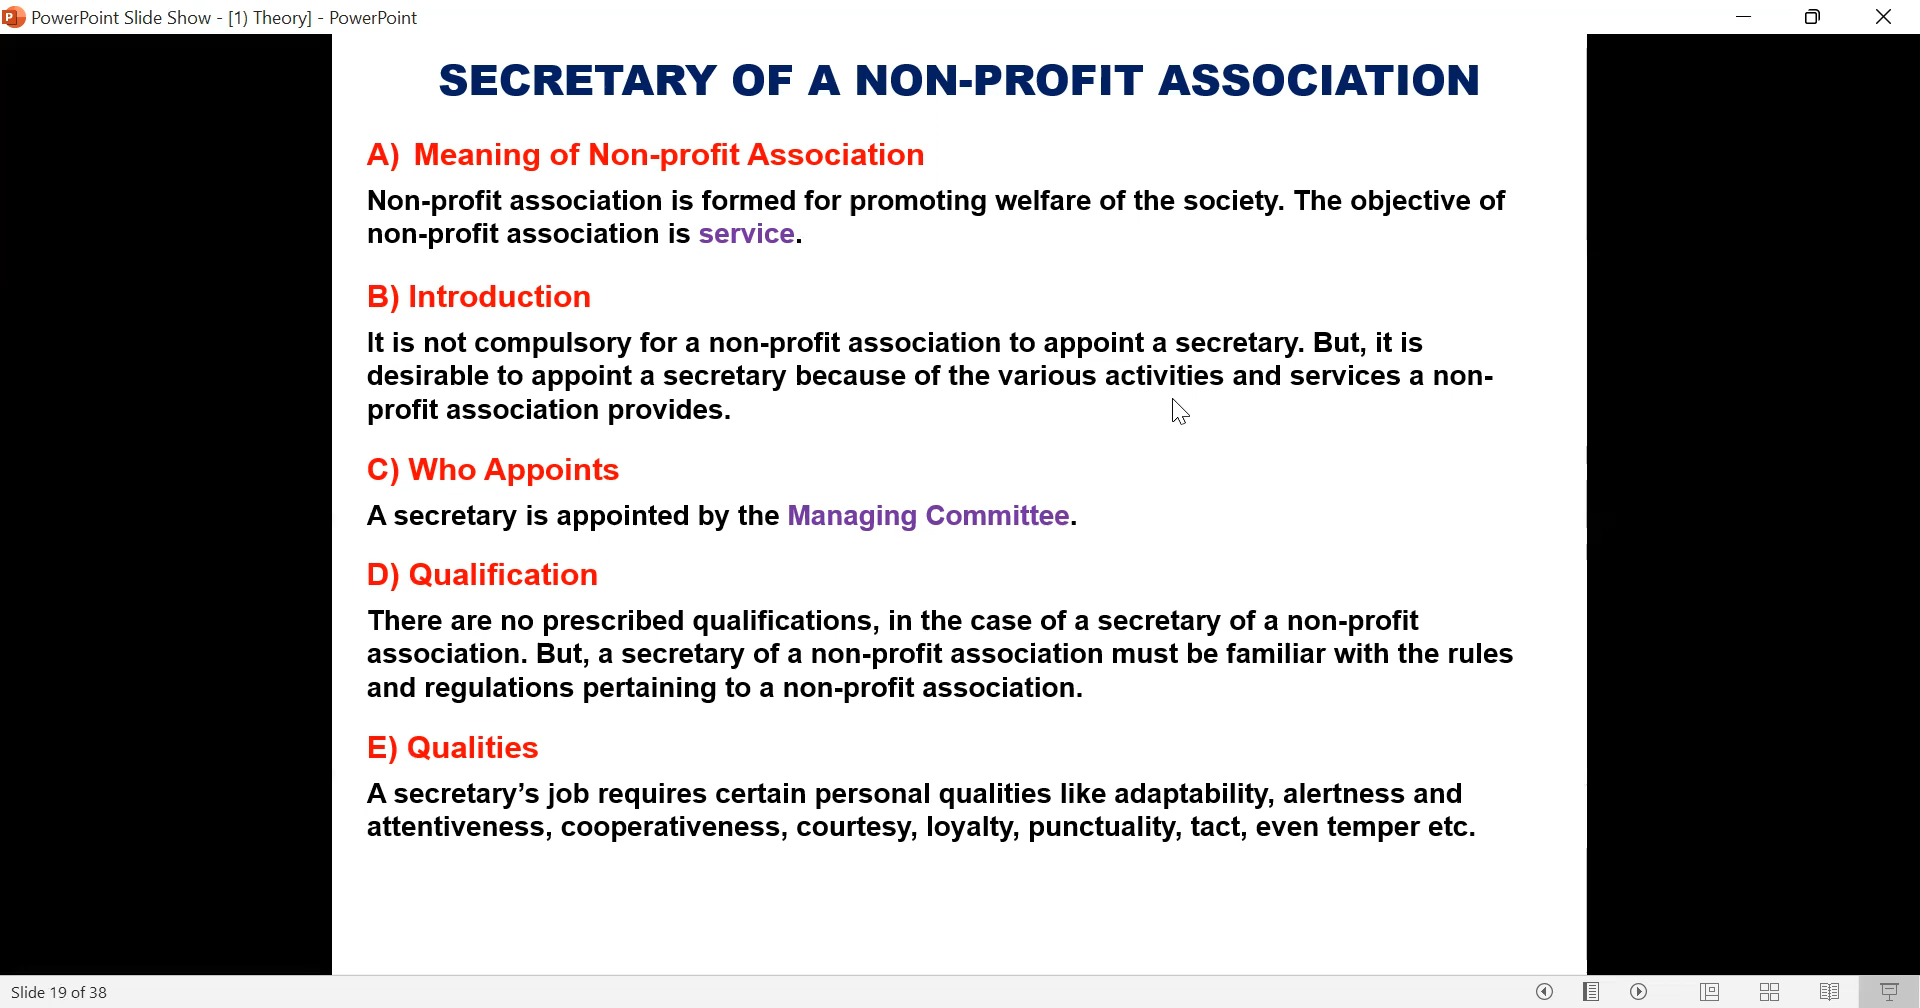 PowerPoint Slide Show - [1) Theory] - PowerPoint
SECRETARY OF A NON-PROFIT ASSOCIATION
A) Meaning of Non-profit Association
Non-profit association is formed for promoting welfare of the society. The objective of
non-profit association is service.
B) Introduction
It is not compulsory for a non-profit association to appoint a secretary. But, it is
desirable to appoint a secretary because of the various activities and services a non-
profit association provides.
C) Who Appoints
A secretary is appointed by the Managing Committee.
D) Qualification
There are no prescribed qualifications, in the case of a secretary of a non-profit
association. But, a secretary of a non-profit association must be familiar with the rules
and regulations pertaining to a non-profit association.
E) Qualities
A secretary’s job requires certain personal qualities like adaptability, alertness and
attentiveness, cooperativeness, courtesy, loyalty, punctuality, tact, even temper etc.
Slide 19 of 38